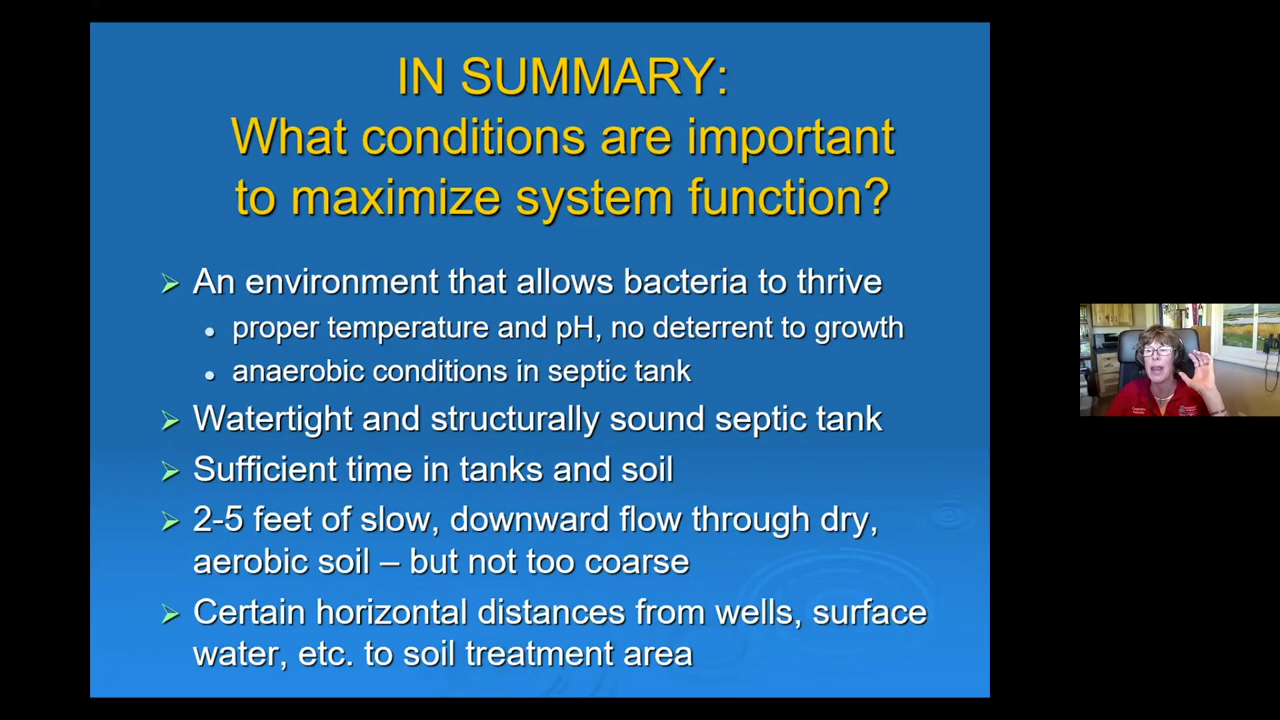 IN SUMMARY:
What conditions are important
to maximize system function?
An environment that allows bacteria to thrive
proper temperature and pH, no deterrent to growth
anaerobic conditions in septic tank
Watertight and structurally sound septic tank
Sufficient time in tanks and soil
2-5 feet of slow, downward flow through dry,
aerobic soil – but not too coarse
Certain horizontal distances from wells, surface
water, etc. to soil treatment area